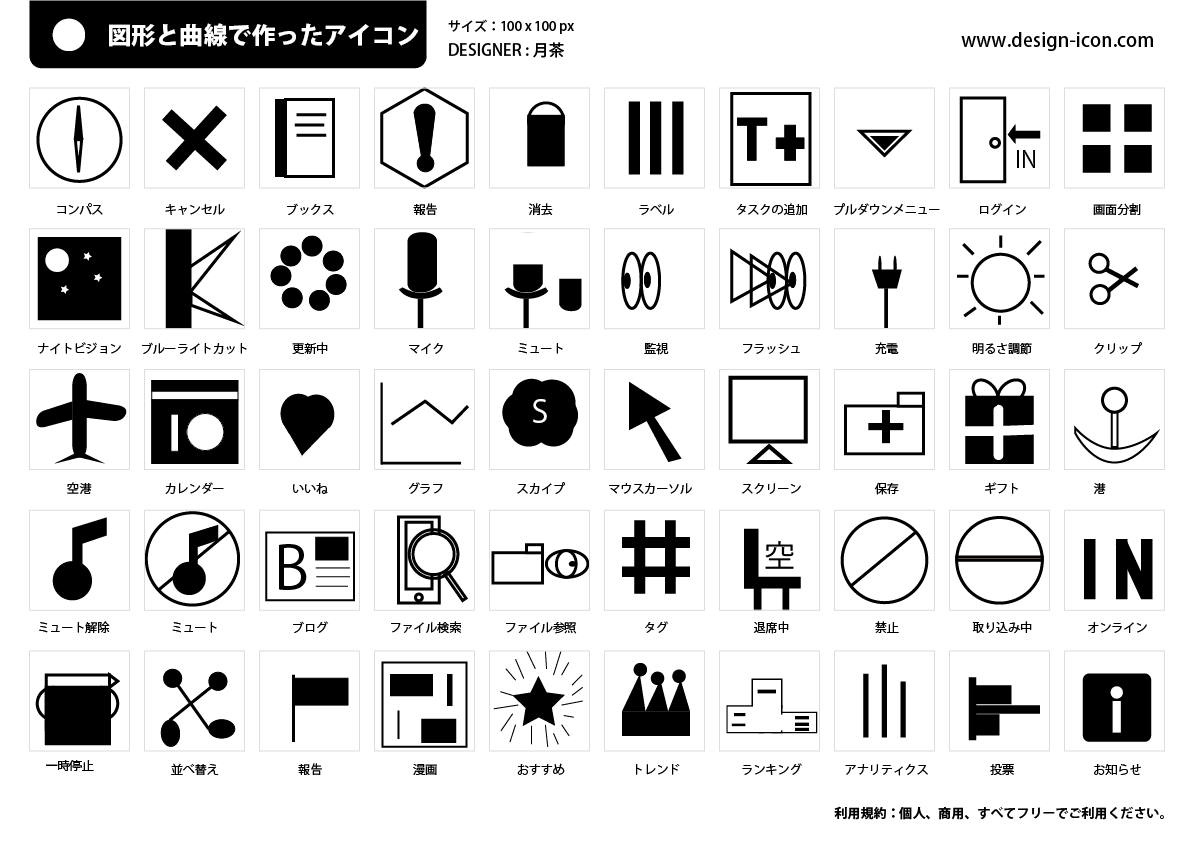 図形と曲線で作ったアイコン
サイズ：100 x 100 px
DESIGNER : 月茶
www.design-icon.com
T+
IN
コンパス キャンセル ブックス 報告 消去 ラベル タスクの追加 プルダウンメニュー ログイン 画面分割
ナイトビジョン ブルーライトカット 更新中 マイク ミュート 監視 フラッシュ 充電 明るさ調節 クリップ
S
空港 カレンダー いいね グラフ スカイプ マウスカーソル スクリーン 保存 ギフト 港
B
空
IN
ミュート解除 ミュート ブログ ファイル検索 ファイル参照 タグ 退席中 禁止 取り込み中 オンライン
i
一時停止 並べ替え 報告 漫画 おすすめ トレンド ランキング アナリティクス 投票 お知らせ
利用規約：個人、商用、すべてフリーでご利用ください。